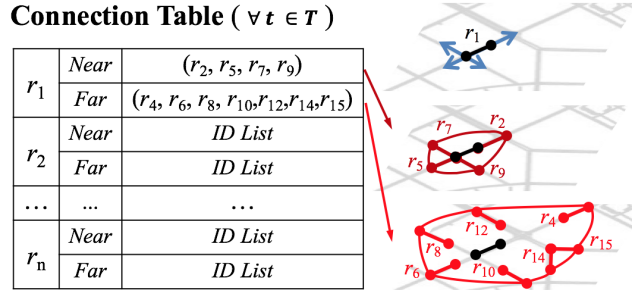 Connection Table ( ∀ t ∈ T )
r1 Near (r2, r5, r7, r9)
Far (r4, r6, r8, r10,r12,r14,r15)
r2 Near ID List
Far ID List
... ... ...
rn Near ID List
Far ID List
r1
r7 r2
r5 r9
r12 r4
r8 r15
r14
r6 r10